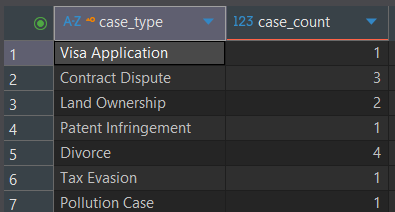 A-Z case_type 123 case_count
1 Visa Application 1
2 Contract Dispute 3
3 Land Ownership 2
4 Patent Infringement 1
5 Divorce 4
6 Tax Evasion 1
7 Pollution Case 1